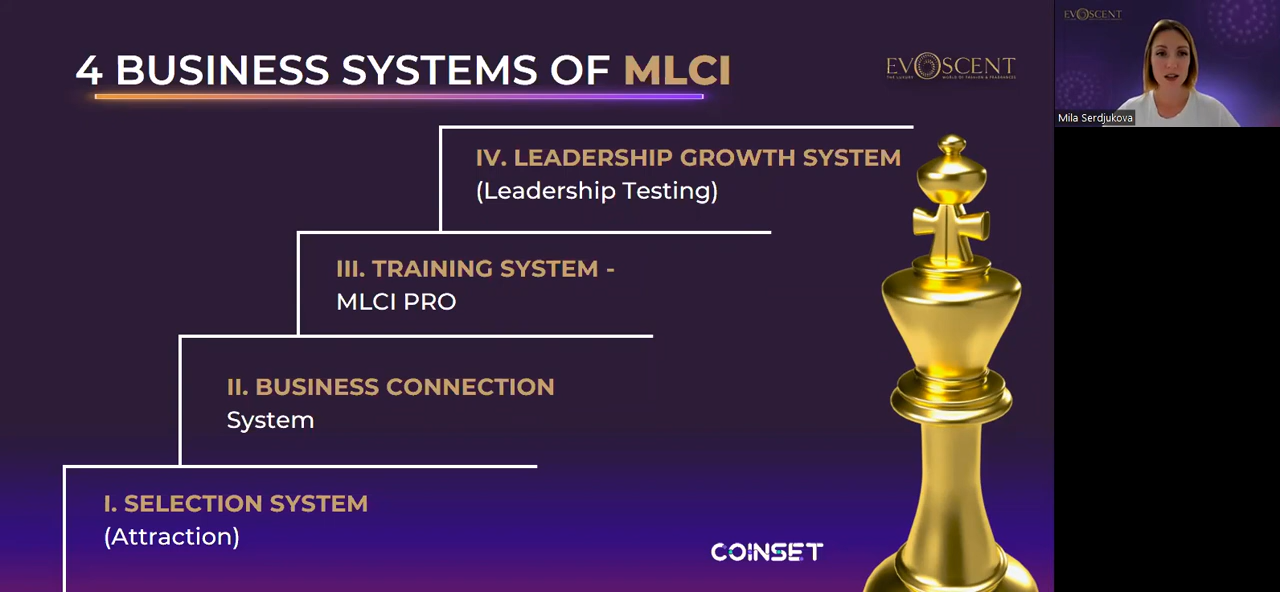 4 BUSINESS SYSTEMS OF MLCI
EVOSCENT
IV. LEADERSHIP GROWTH SYSTEM
(Leadership Testing)
III. TRAINING SYSTEM -
MLCI PRO
II. BUSINESS CONNECTION
System
I. SELECTION SYSTEM
(Attraction)
COINSET
EVOSCENT
Mila Serdjukova